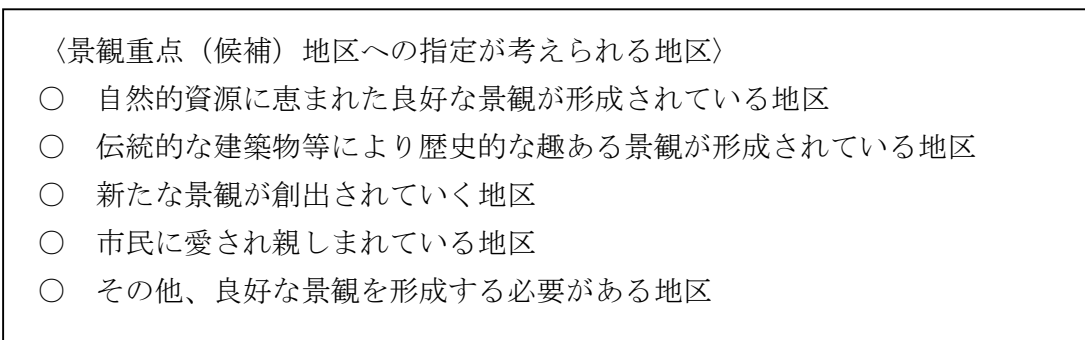 〈景観重点（候補）地区への指定が考えられる地区〉
○　自然的資源に恵まれた良好な景観が形成されている地区
○　伝統的な建築物等により歴史的な趣ある景観が形成されている地区
○　新たな景観が創出されていく地区
○　市民に愛され親しまれている地区
○　その他、良好な景観を形成する必要がある地区